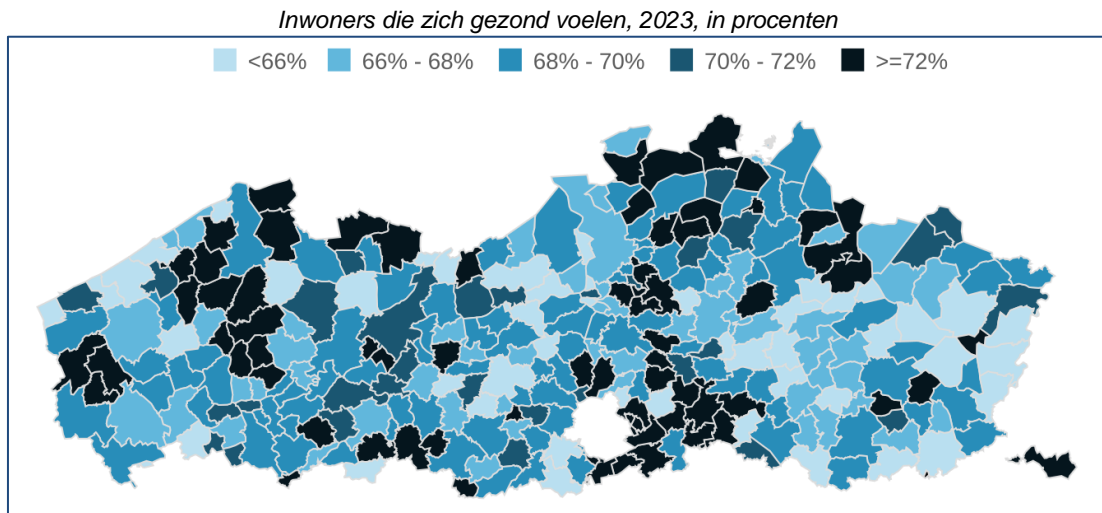 Inwoners die zich gezond voelen, 2023, in procenten
<66% 66% - 68% 68% - 70% 70% - 72% >=72%